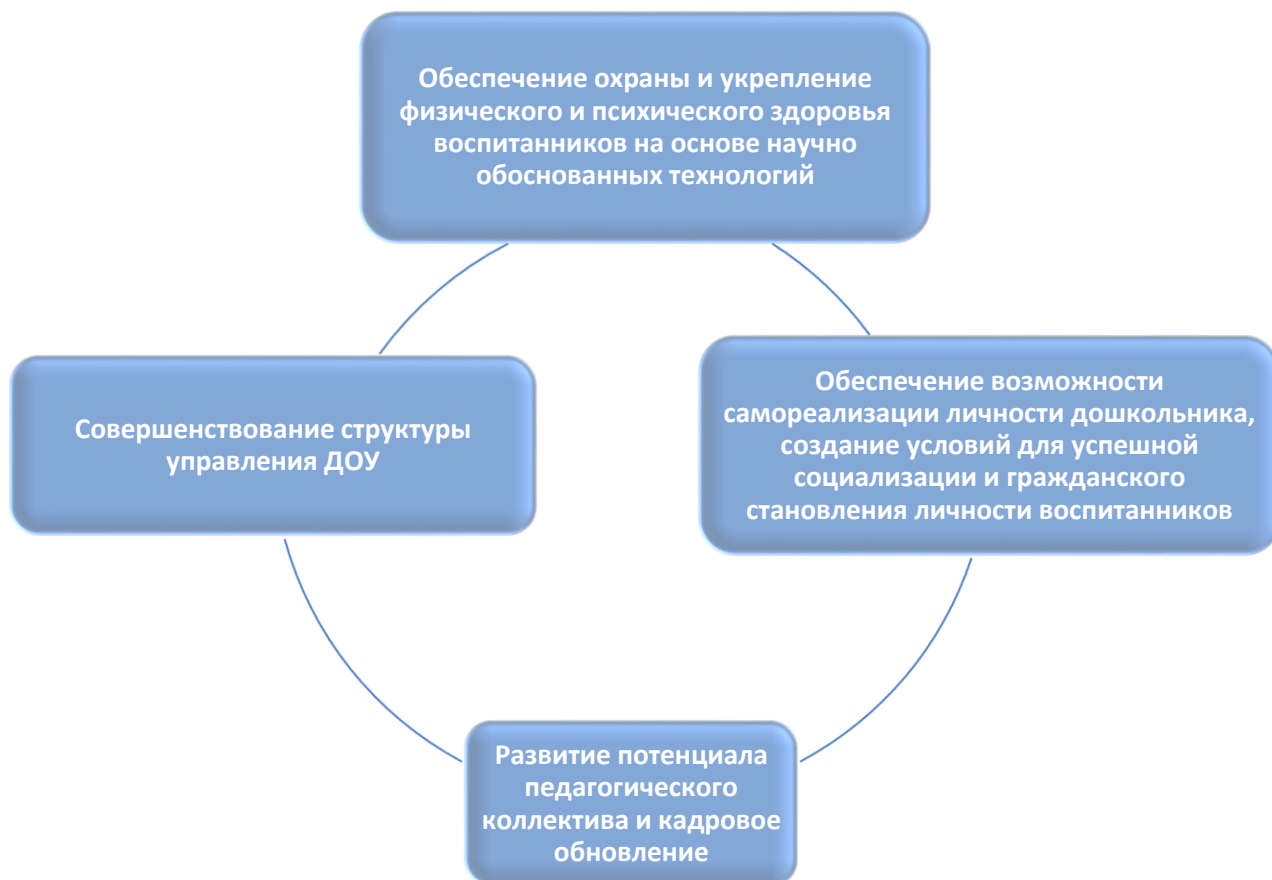 Обеспечение охраны и укрепление
физического и психического здоровья
воспитанников на основе научно
обоснованных технологий
Обеспечение возможности
самореализации личности дошкольника,
создание условий для успешной
социализации и гражданского
становления личности воспитанников
Совершенствование структуры
управления ДОУ
Развитие потенциала
педагогического
коллектива и кадровое
обновление